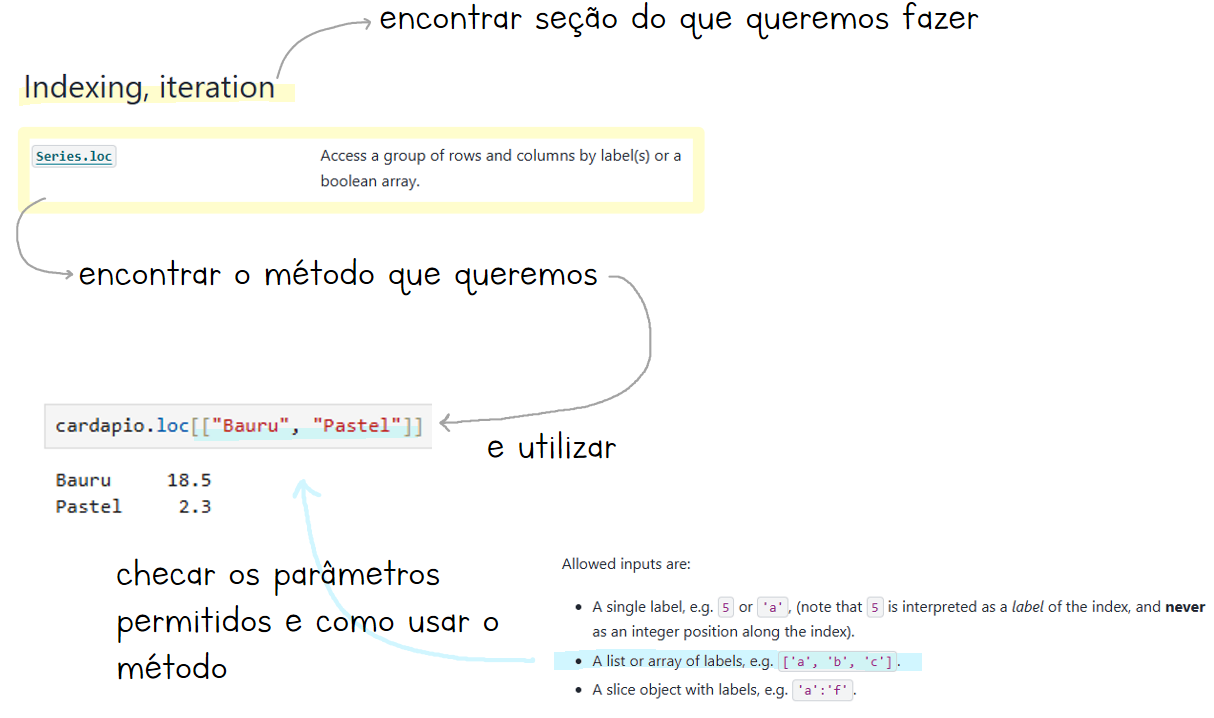 encontrar seção do que queremos fazer
Indexing, iteration
Series.loc
Access a group of rows and columns by label(s) or a
boolean array.
encontrar o método que queremos
cardapio.loc[["Bauru", "Pastel"]]
e utilizar
Bauru 18.5
Pastel 2.3
checar os parâmetros
permitidos e como usar o
método
Allowed inputs are:
• A single label, e.g. 5 or 'a', (note that 5 is interpreted as a label of the index, and never
as an integer position along the index).
• A list or array of labels, e.g. ['a', 'b', 'c'].
• A slice object with labels, e.g. 'a':'f'.